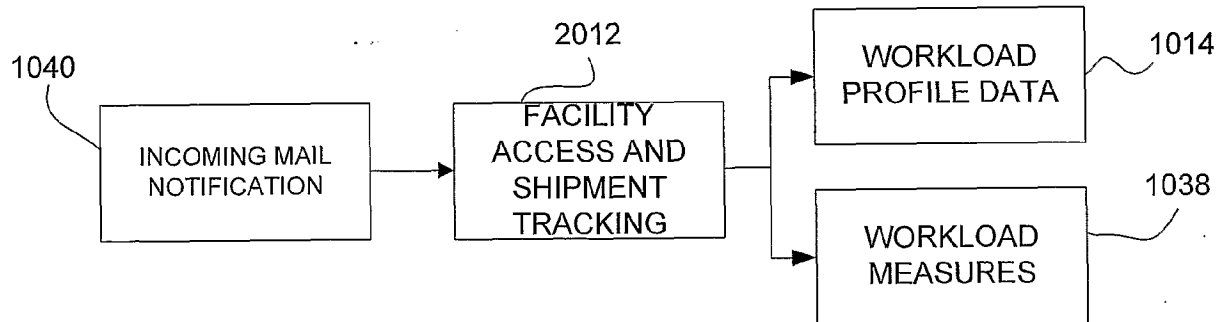 1040
INCOMING MAIL
NOTIFICATION
2012
FACILITY
ACCESS AND
SHIPMENT
TRACKING
WORKLOAD
PROFILE DATA
1014
WORKLOAD
MEASURES
1038